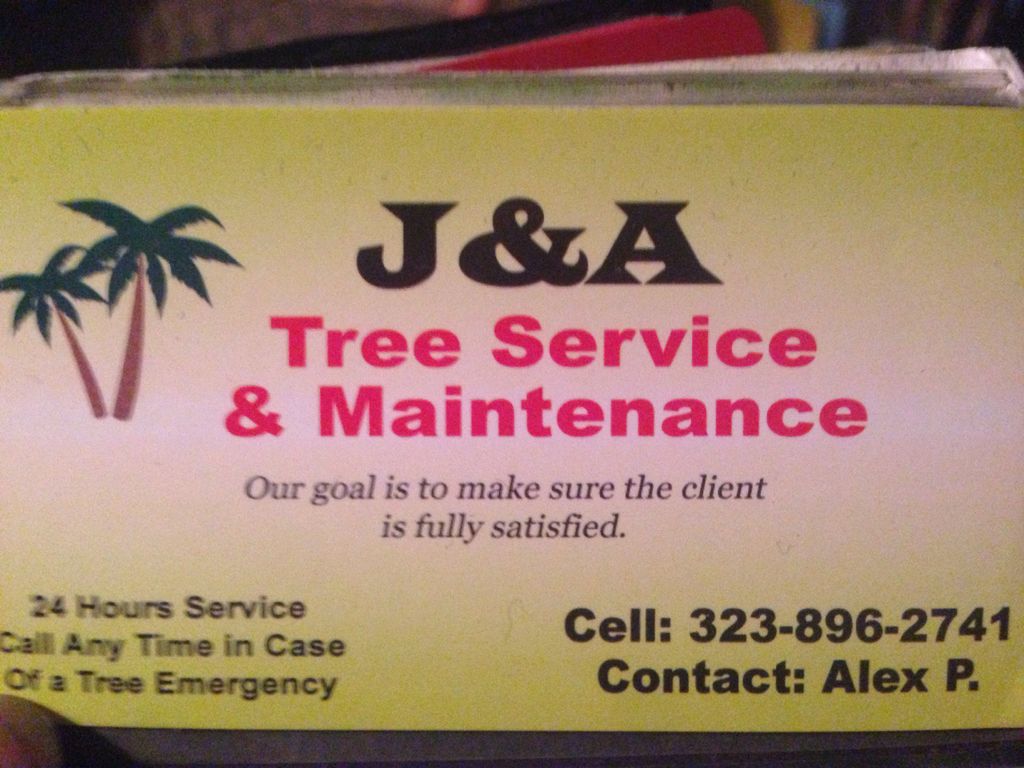 J&A
Tree Service
& Maintenance
Our goal is to make sure the client
is fully satisfied.
24 Hours Service
Call Any Time in Case
Of a Tree Emergency
Cell: 323-896-2741
Contact: Alex P.